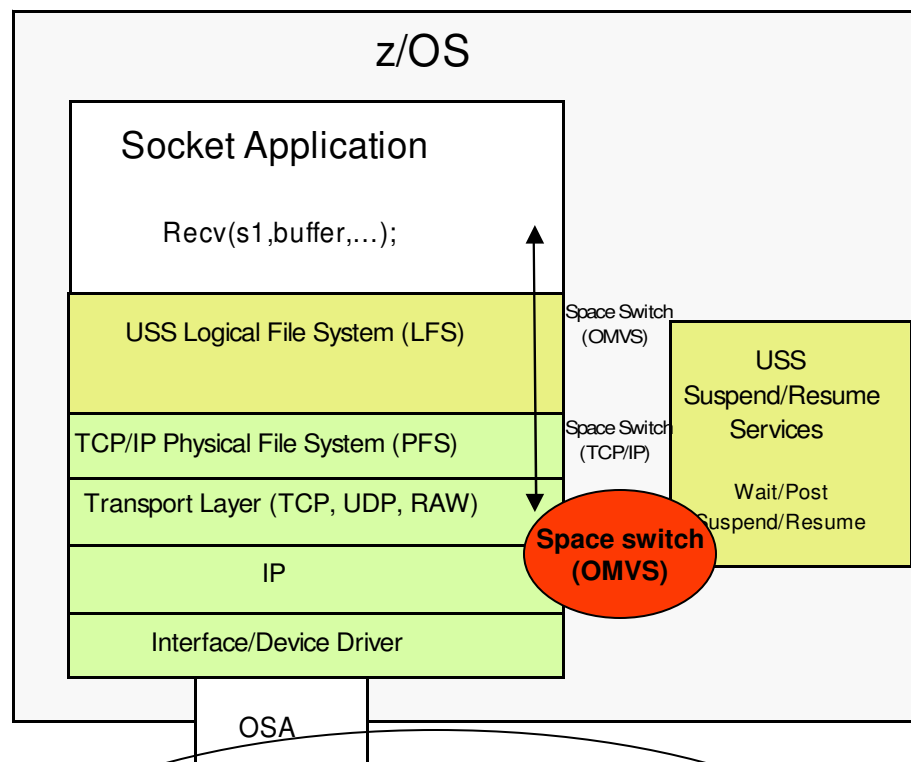 z/OS
Socket Application
Recv(s1,buffer,...);
USS Logical File System (LFS)
Space Switch
(OMVS)
USS
Suspend/Resume
Services
Wait/Post
Suspend/Resume
TCP/IP Physical File System (PFS)
Space Switch
(TCP/IP)
Transport Layer (TCP, UDP, RAW)
Space switch
(OMVS)
IP
Interface/Device Driver
OSA